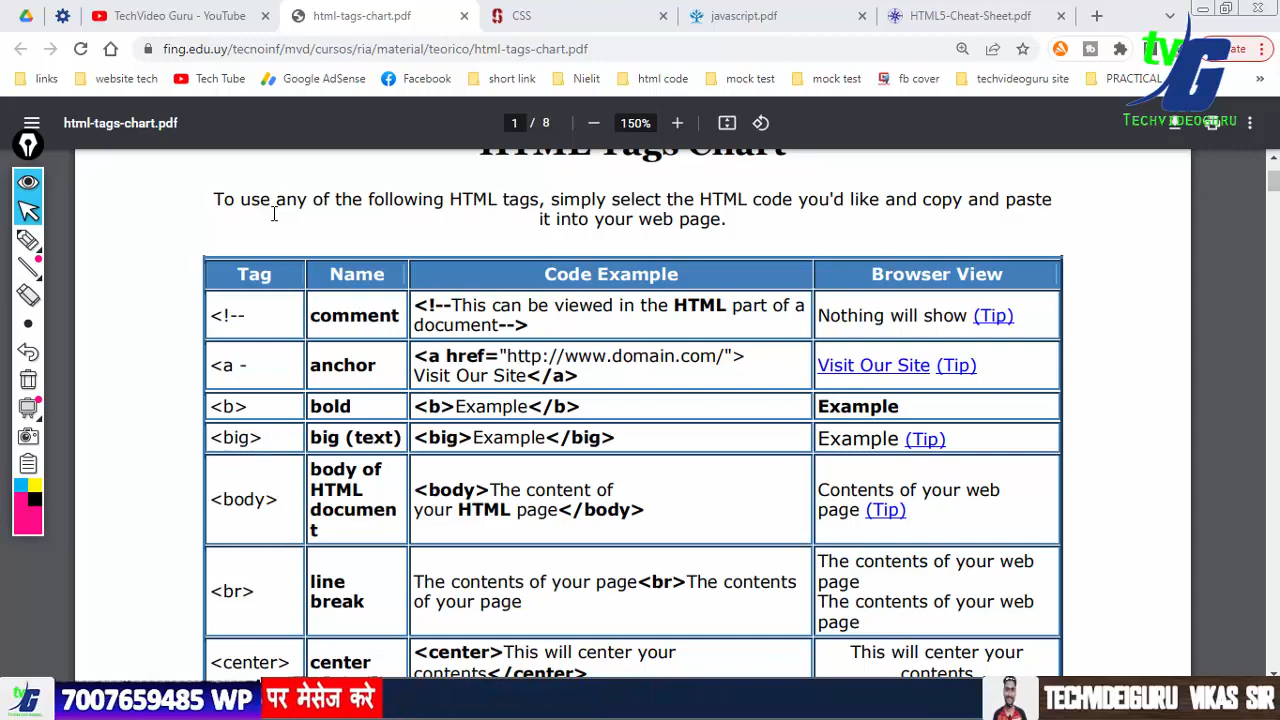 TechVideo Guru - YouTube
html-tags-chart.pdf
CSS
javascript.pdf
HTML5-Cheat-Sheet.pdf
fing.edu.uy/tecnoinf/mvd/cursos/ria/material/teorico/html-tags-chart.pdf
links
website tech
Tech Tube
Google AdSense
Facebook
short link
Nielit
html code
mock test
mock test
fb cover
techvideoguru site
PRACTICAL
tvG
TECHVIDEOGURU
html-tags-chart.pdf
1 / 8
150%
HTML Tags Chart
To use any of the following HTML tags, simply select the HTML code you'd like and copy and paste
it into your web page.
Tag Name Code Example Browser View
<!-- comment <!--This can be viewed in the HTML part of a
document--> Nothing will show (Tip)
<a - anchor <a href="http://www.domain.com/">
Visit Our Site</a> Visit Our Site (Tip)
<b> bold <b>Example</b> Example
<big> big (text) <big>Example</big> Example (Tip)
<body> body of
HTML
documen
t <body>The content of
your HTML page</body> Contents of your web
page (Tip)
<br> line
break The contents of your page<br>The contents
of your page The contents of your web
page
The contents of your web
page
<center> center <center>This will center your
contents</center> This will center your
contents
tvG
7007659485 WP पर मेसेज करे
TECHVIDEIGURU VIKAS SIR